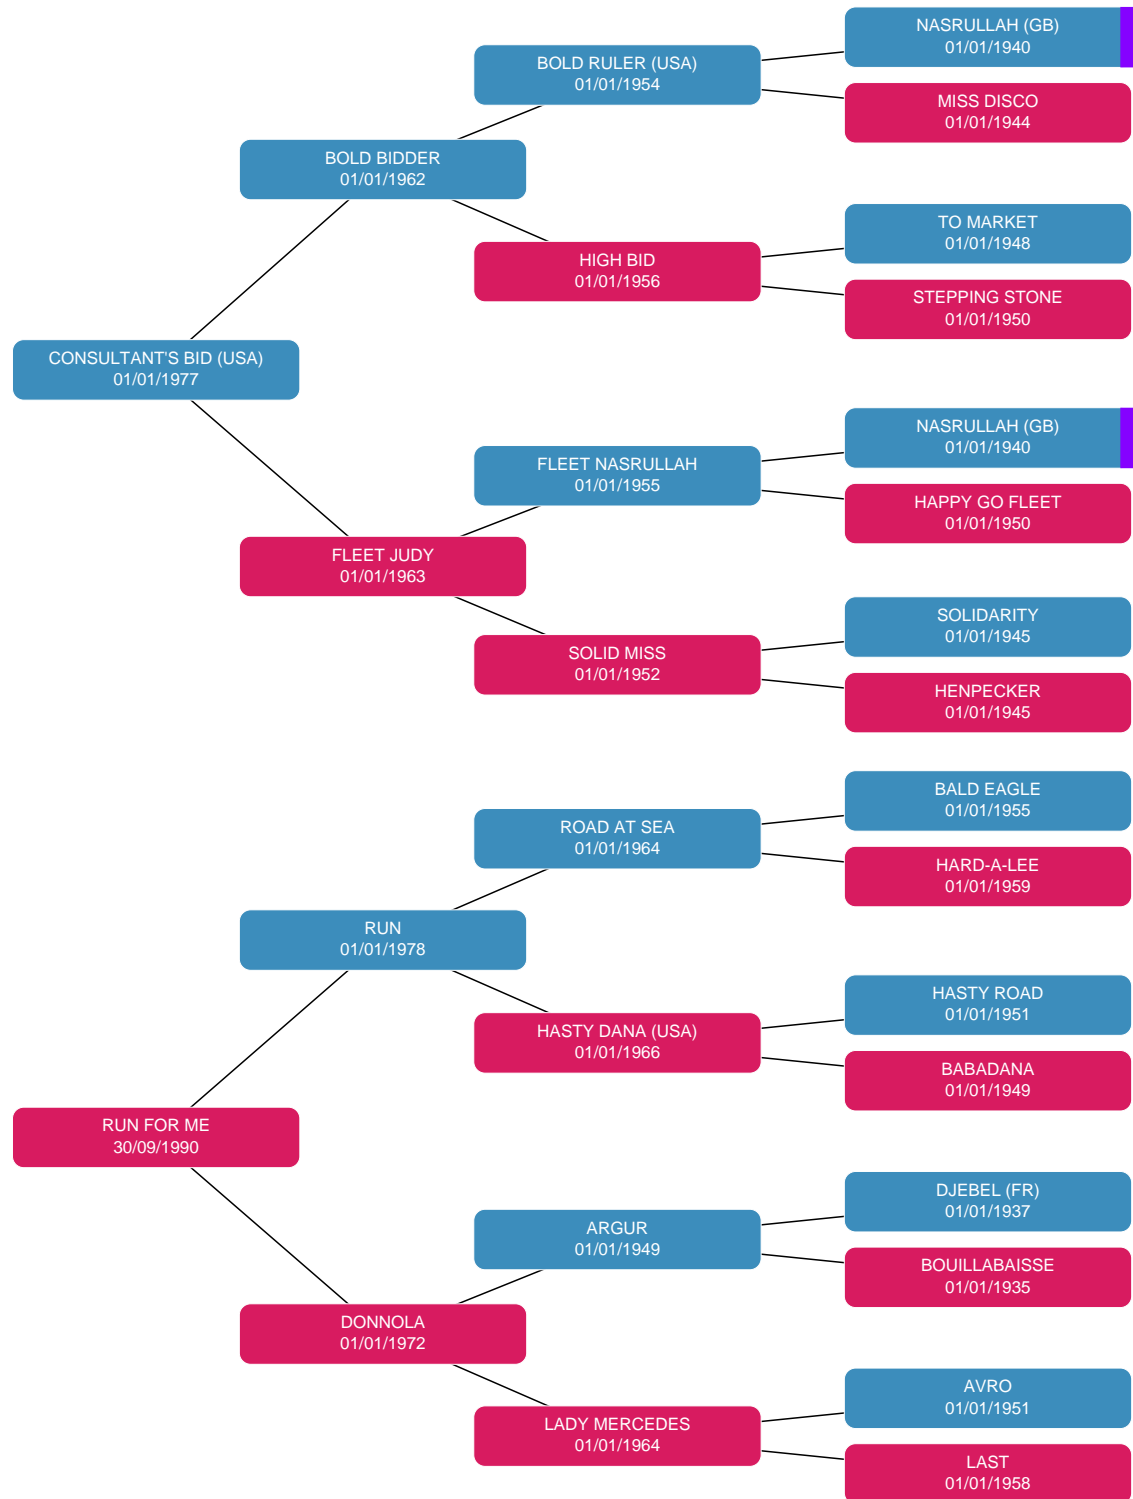 NASRULLAH (GB)
01/01/1940
BOLD RULER (USA)
01/01/1954
MISS DISCO
01/01/1944
BOLD BIDDER
01/01/1962
TO MARKET
01/01/1948
HIGH BID
01/01/1956
STEPPING STONE
01/01/1950
CONSULTANT'S BID (USA)
01/01/1977
NASRULLAH (GB)
01/01/1940
FLEET NASRULLAH
01/01/1955
HAPPY GO FLEET
01/01/1950
FLEET JUDY
01/01/1963
SOLIDARITY
01/01/1945
SOLID MISS
01/01/1952
HENPECKER
01/01/1945
BALD EAGLE
01/01/1955
ROAD AT SEA
01/01/1964
HARD-A-LEE
01/01/1959
RUN
01/01/1978
HASTY ROAD
01/01/1951
HASTY DANA (USA)
01/01/1966
BABADANA
01/01/1949
RUN FOR ME
30/09/1990
DJEBEL (FR)
01/01/1937
ARGUR
01/01/1949
BOUILLABAISSE
01/01/1935
DONNOLA
01/01/1972
AVRO
01/01/1951
LADY MERCEDES
01/01/1964
LAST
01/01/1958